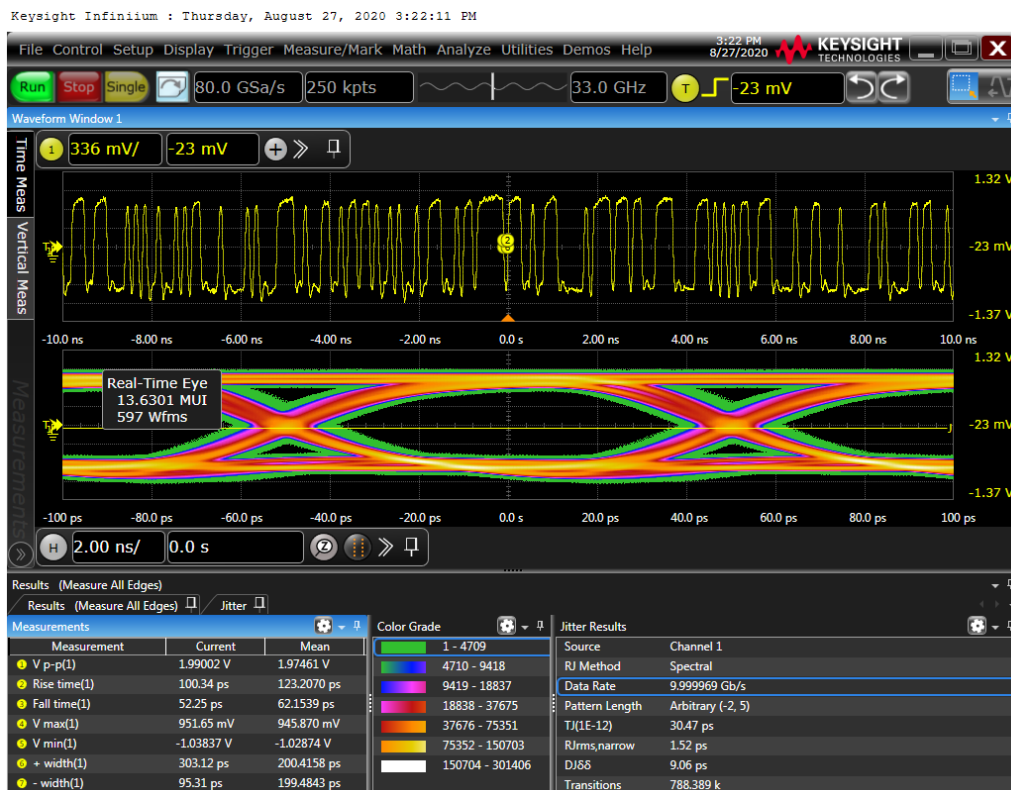 Keysight Infiniium : Thursday, August 27, 2020 3:22:11 PM
File Control Setup Display Trigger Measure/Mark Math Analyze Utilities Demos Help
3:22 PM
8/27/2020
KEYSIGHT
TECHNOLOGIES
X
Run Stop Single 80.0 GSa/s 250 kpts 33.0 GHz T -23 mV
Waveform Window 1
Time Meas
Vertical Meas
Measurements
1 336 mV/ -23 mV
1.32 V
-23 mV
-1.37 V
2
-10.0 ns -8.00 ns -6.00 ns -4.00 ns -2.00 ns 0.0 s 2.00 ns 4.00 ns 6.00 ns 8.00 ns 10.0 ns
1.32 V
Real-Time Eye
13.6301 MUI
597 Wfms
-23 mV
-1.37 V
-100 ps -80.0 ps -60.0 ps -40.0 ps -20.0 ps 0.0 s 20.0 ps 40.0 ps 60.0 ps 80.0 ps 100 ps
H 2.00 ns/ 0.0 s
Results (Measure All Edges)
Results (Measure All Edges) Jitter
Measurements Color Grade Jitter Results
Measurement Current Mean 1 - 4709 Source Channel 1
1 V p-p(1) 1.99002 V 1.97461 V 4710 - 9418 RJ Method Spectral
2 Rise time(1) 100.34 ps 123.2070 ps 9419 - 18837 Data Rate 9.999969 Gb/s
3 Fall time(1) 52.25 ps 62.1539 ps 18838 - 37675 Pattern Length Arbitrary (-2, 5)
4 V max(1) 951.65 mV 945.870 mV 37676 - 75351 TJ(1E-12) 30.47 ps
5 V min(1) -1.03837 V -1.02874 V 75352 - 150703 RJrms,narrow 1.52 ps
6 + width(1) 303.12 ps 200.4158 ps 150704 - 301406 DJδδ 9.06 ps
7 - width(1) 95.31 ps 199.4843 ps Transitions 788.389 k